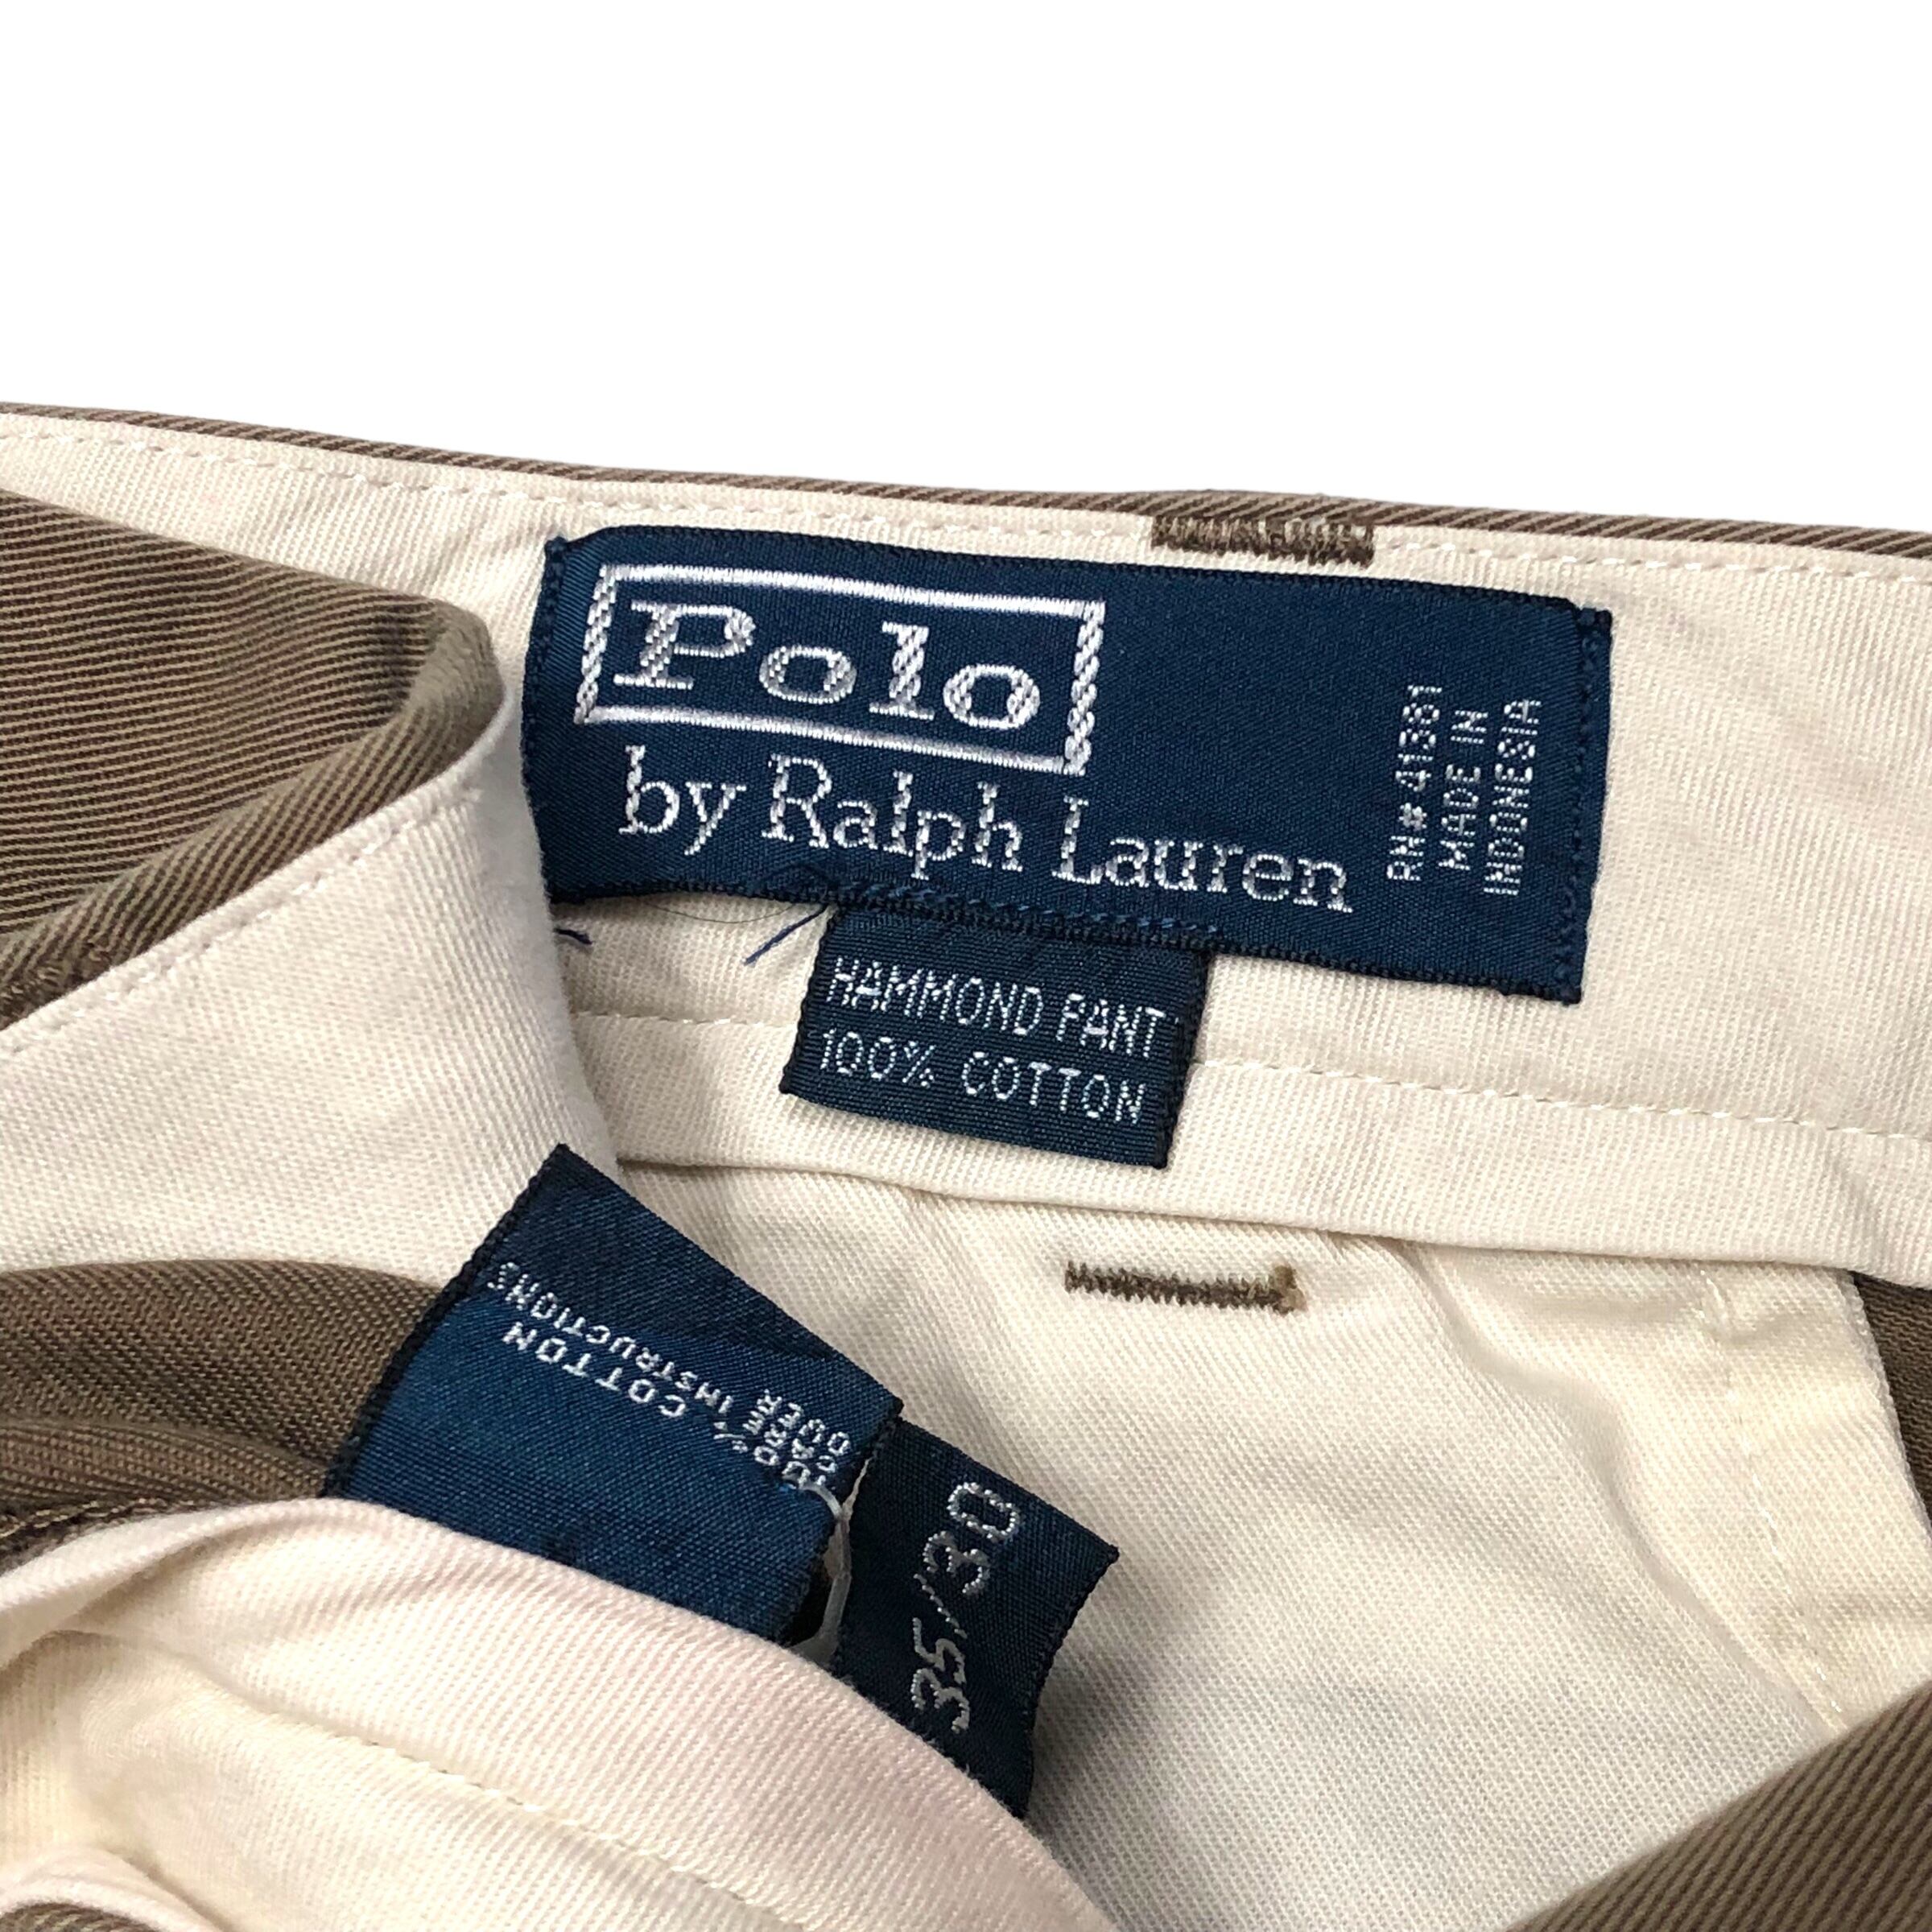 Polo
by Ralph Lauren
RN# 41381
MADE IN
INDONESIA
HAMMOND PANT
100% COTTON
100% COTTON
CARE INSTRUCTIONS
OVER
35/30